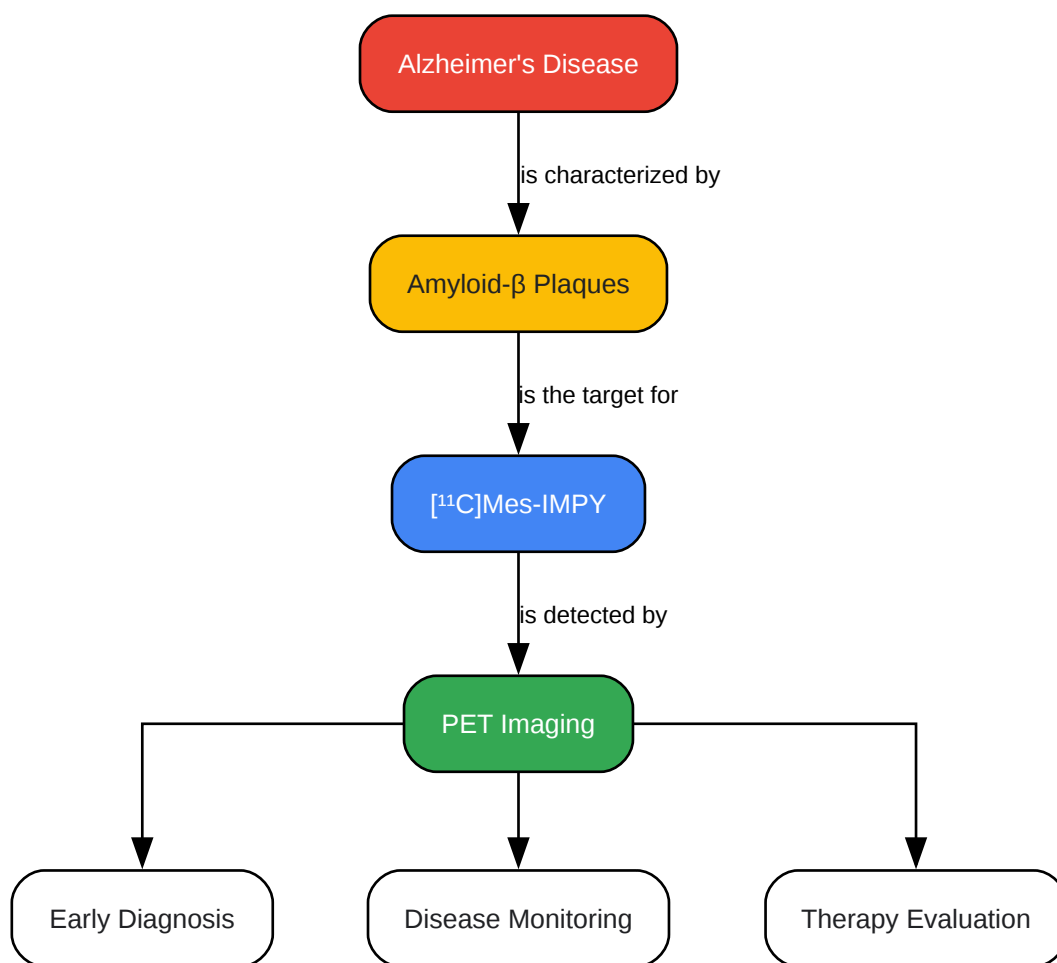 Alzheimer's Disease
is characterized by
Amyloid-β Plaques
is the target for
[¹¹C]Mes-IMPY
is detected by
PET Imaging
Early Diagnosis
Disease Monitoring
Therapy Evaluation